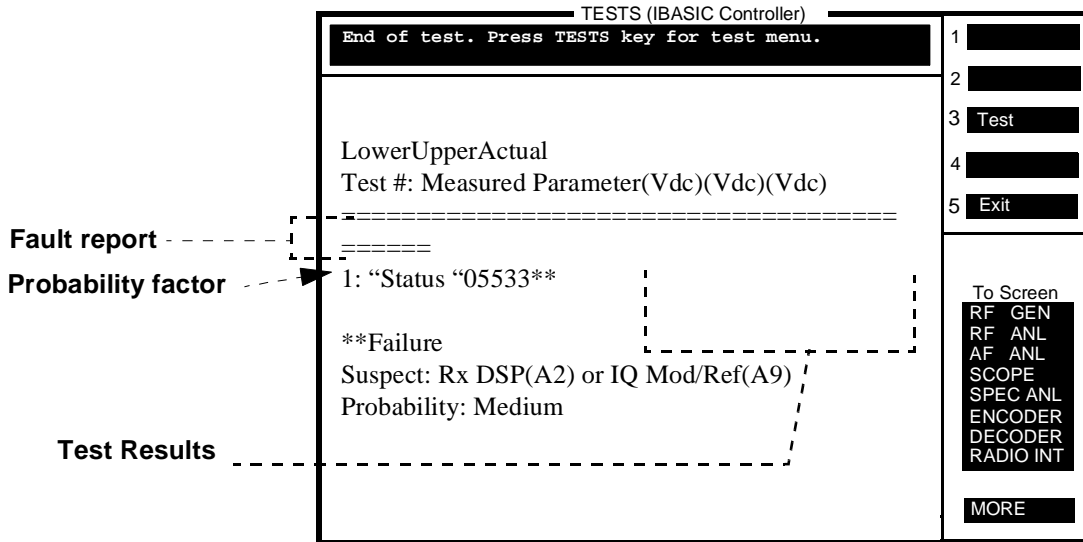 TESTS (IBASIC Controller)
End of test. Press TESTS key for test menu.
LowerUpperActual
Test #: Measured Parameter(Vdc)(Vdc)(Vdc)
=====================================
======
1: “Status “05533**
**Failure
Suspect: Rx DSP(A2) or IQ Mod/Ref(A9)
Probability: Medium
Fault report
Probability factor
Test Results
1
2
3 Test
4
5 Exit
To Screen
RF GEN
RF ANL
AF ANL
SCOPE
SPEC ANL
ENCODER
DECODER
RADIO INT
MORE